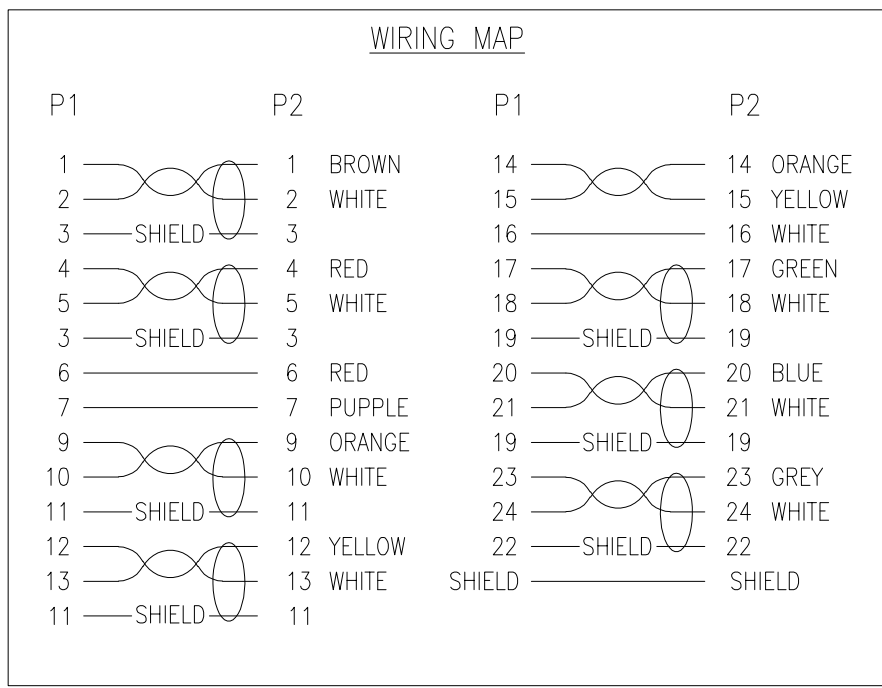 WIRING MAP
P1 P2 P1 P2
1 1 BROWN 14 14 ORANGE
2 2 WHITE 15 15 YELLOW
3 SHIELD 3 16 16 WHITE
4 4 RED 17 17 GREEN
5 5 WHITE 18 18 WHITE
3 SHIELD 3 19 SHIELD 19
6 6 RED 20 20 BLUE
7 7 PUPPLE 21 21 WHITE
9 9 ORANGE 19 SHIELD 19
10 10 WHITE 23 23 GREY
11 SHIELD 11 24 24 WHITE
12 12 YELLOW 22 SHIELD 22
13 13 WHITE SHIELD SHIELD
11 SHIELD 11